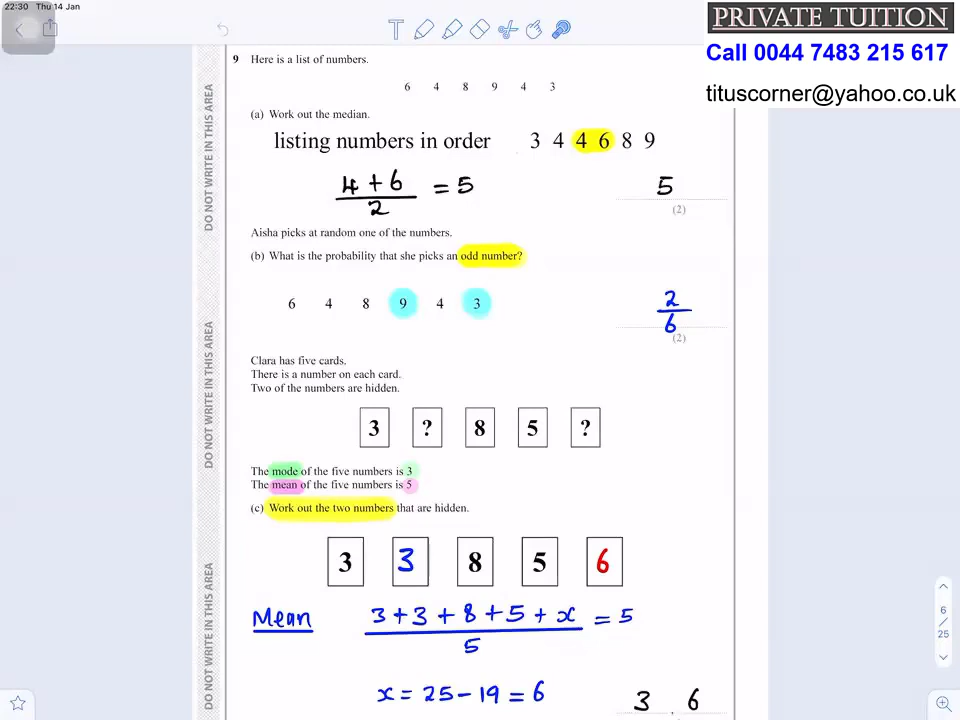 22:30 Thu 14 Jan
PRIVATE TUITION
Call 0044 7483 215 617
tituscorner@yahoo.co.uk
9 Here is a list of numbers.
6 4 8 9 4 3
(a) Work out the median.
listing numbers in order 3 4 4 6 8 9
4 + 6
= 5
2
5
(2)
Aisha picks at random one of the numbers.
(b) What is the probability that she picks an odd number?
6 4 8 9 4 3
2
6
(2)
Clara has five cards.
There is a number on each card.
Two of the numbers are hidden.
3 ? 8 5 ?
The mode of the five numbers is 3
The mean of the five numbers is 5
(c) Work out the two numbers that are hidden.
3 3 8 5 6
Mean 3 + 3 + 8 + 5 + x = 5
5
x = 25 - 19 = 6
3 , 6
DO NOT WRITE IN THIS AREA
DO NOT WRITE IN THIS AREA
DO NOT WRITE IN THIS AREA
6
/
25